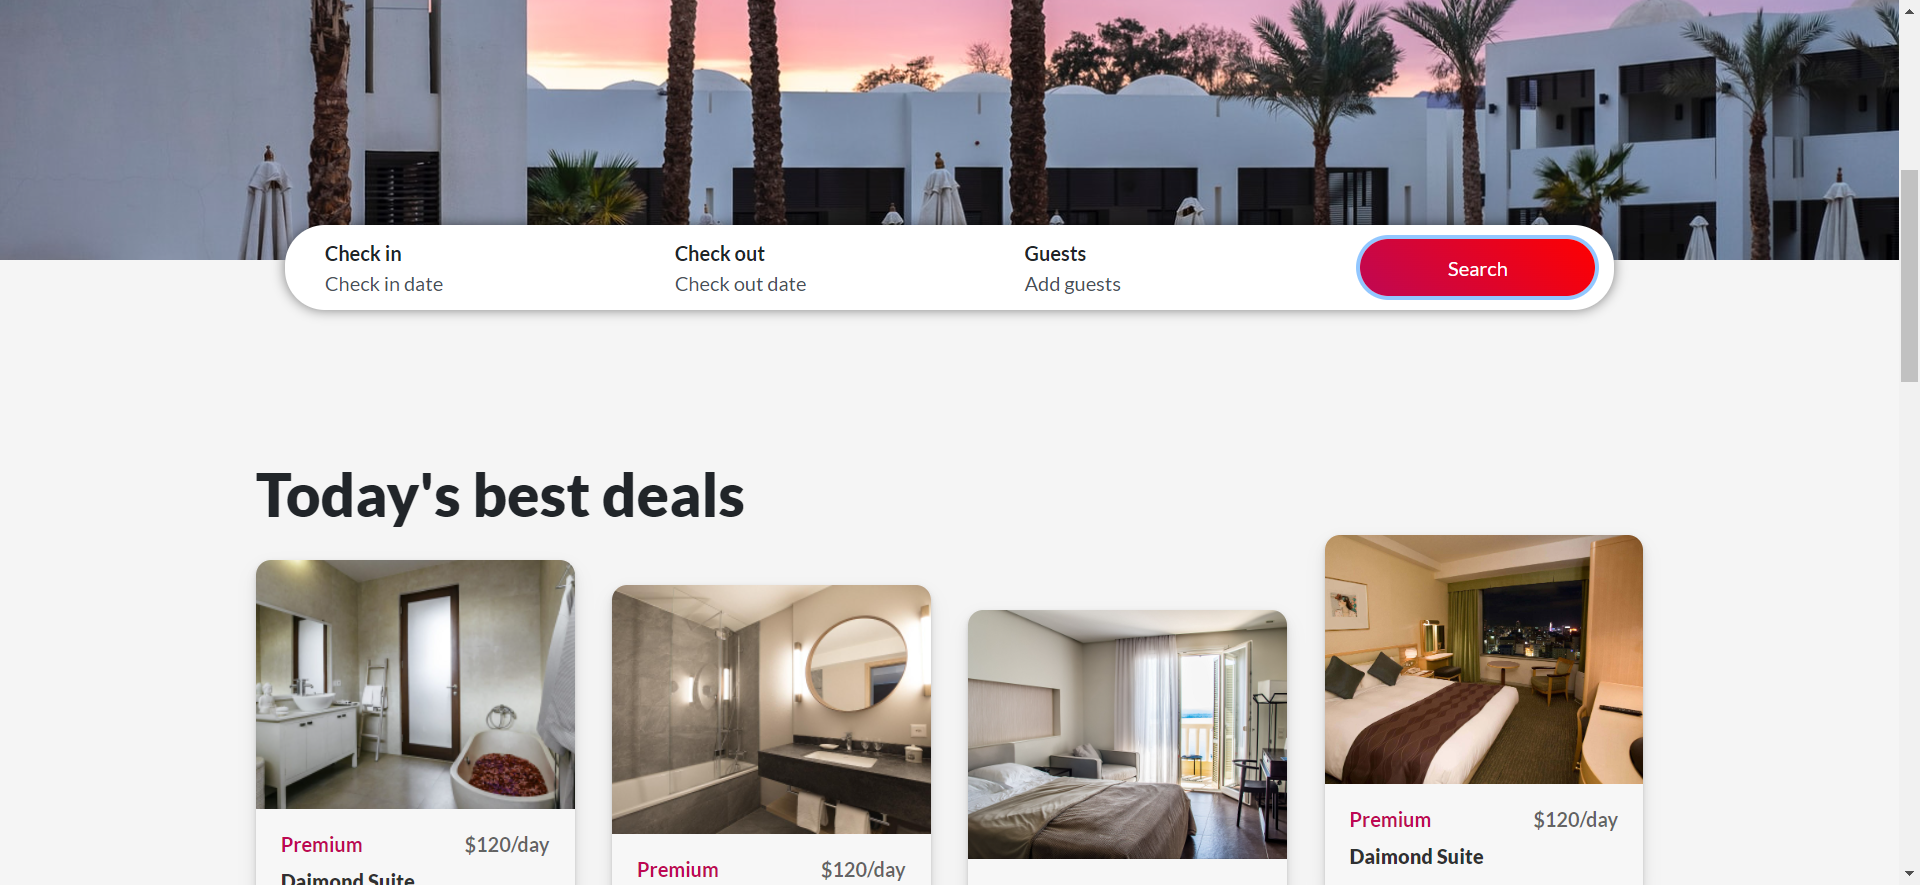 Check in
Check in date
Check out
Check out date
Guests
Add guests
Search
Today's best deals
Premium $120/day
Daimond Suite
Premium $120/day
Premium $120/day
Daimond Suite